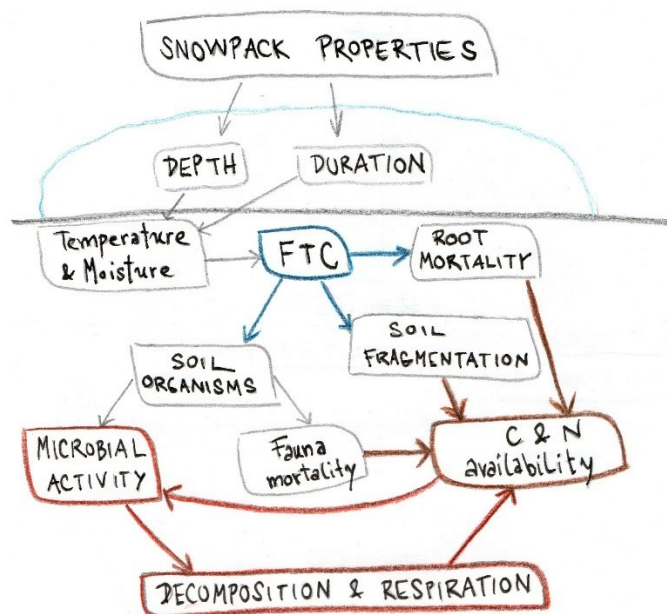 SNOWPACK PROPERTIES
DEPTH
DURATION
Temperature
& Moisture
FTC
ROOT
MORTALITY
SOIL
ORGANISMS
SOIL
FRAGMENTATION
MICROBIAL
ACTIVITY
Fauna
mortality
C & N
availability
DECOMPOSITION & RESPIRATION